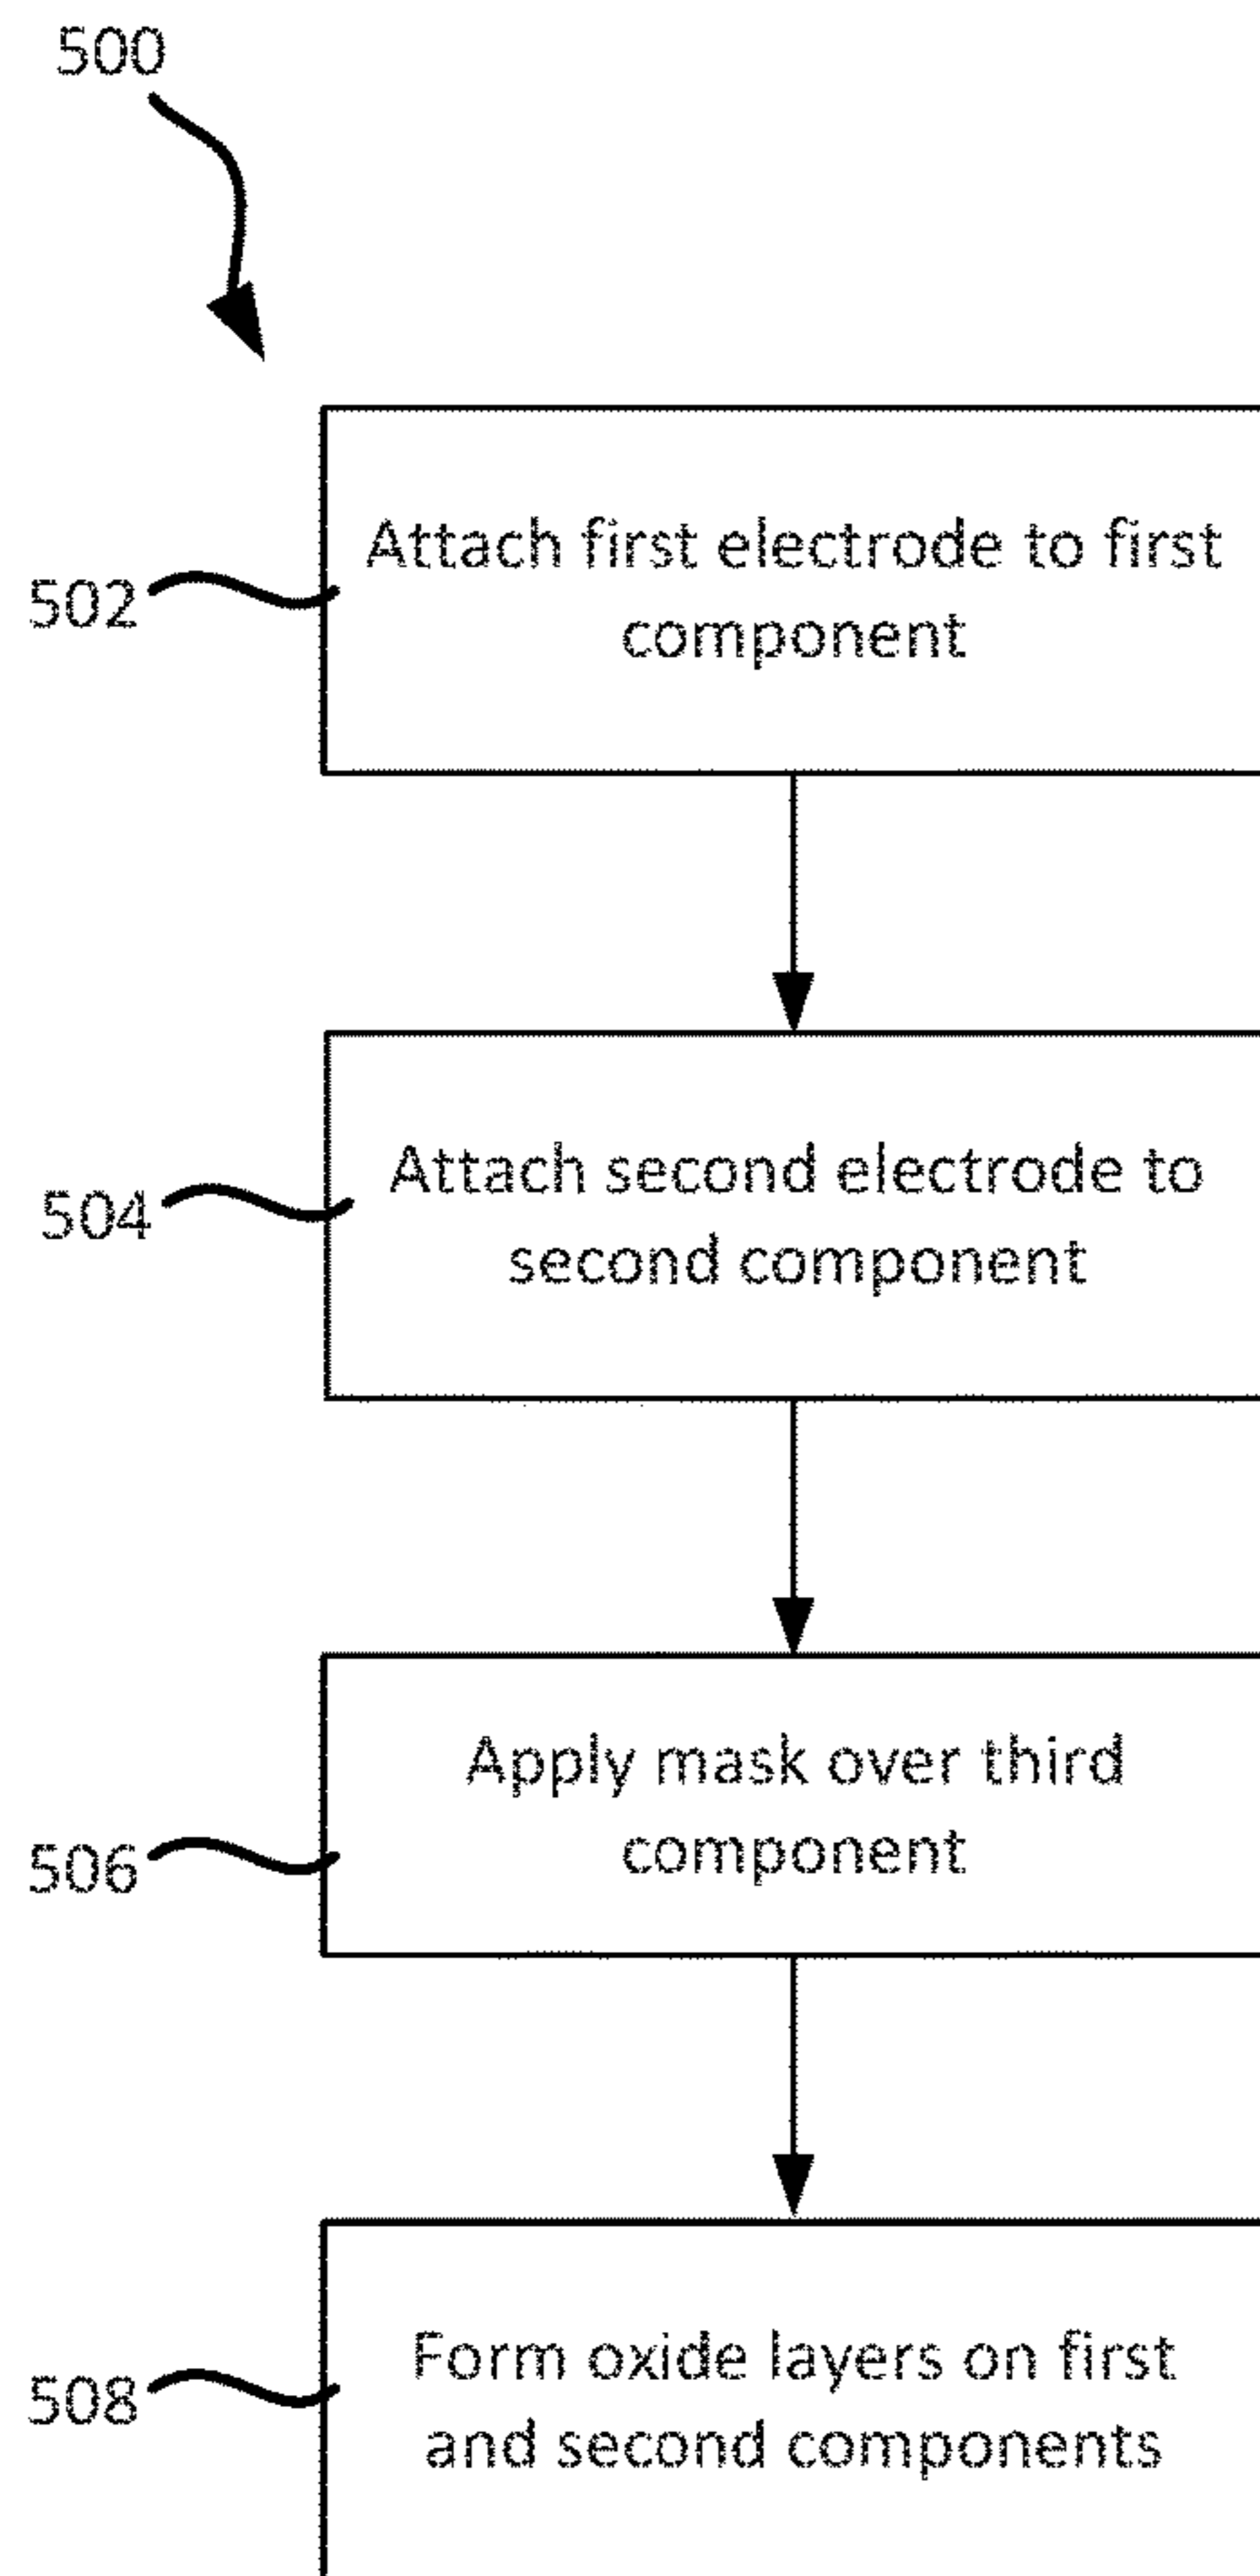 500
502
Attach first electrode to first
component
504
Attach second electrode to
second component
506
Apply mask over third
component
508
Form oxide layers on first
and second components